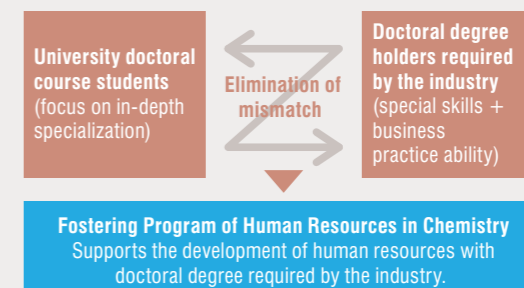 University doctoral
course students
(focus on in-depth
specialization)
Elimination of
mismatch
Doctoral degree
holders required
by the industry
(special skills +
business
practice ability)
Fostering Program of Human Resources in Chemistry
Supports the development of human resources with
doctoral degree required by the industry.